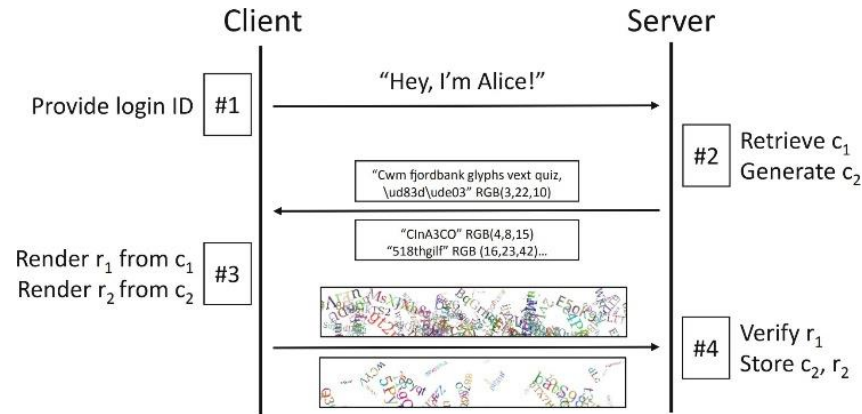 Client
Server
"Hey, I'm Alice!"
Provide login ID
#1
#2
Retrieve c₁
Generate c₂
"Cwm fjordbank glyphs vext quiz,
\ud83d\ude03" RGB(3,22,10)
"CInA3CO" RGB(4,8,15)
"518thgilf" RGB (16,23,42)...
Render r₁ from c₁
Render r₂ from c₂
#3
#4
Verify r₁
Store c₂, r₂